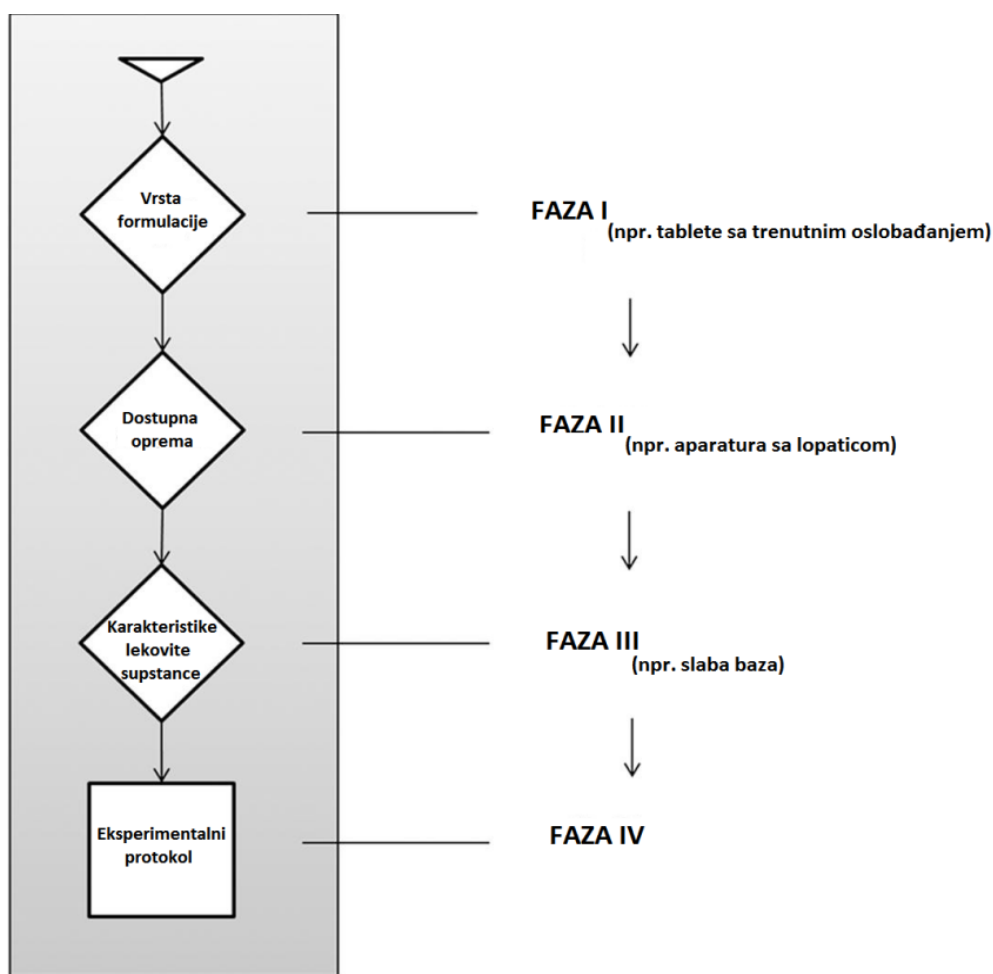 Vrsta
formulacije
FAZA I
(npr. tablete sa trenutnim oslobađanjem)
Dostupna
oprema
FAZA II
(npr. aparatura sa lopaticom)
Karakteristike
lekovite
supstance
FAZA III
(npr. slaba baza)
Eksperimentalni
protokol
FAZA IV